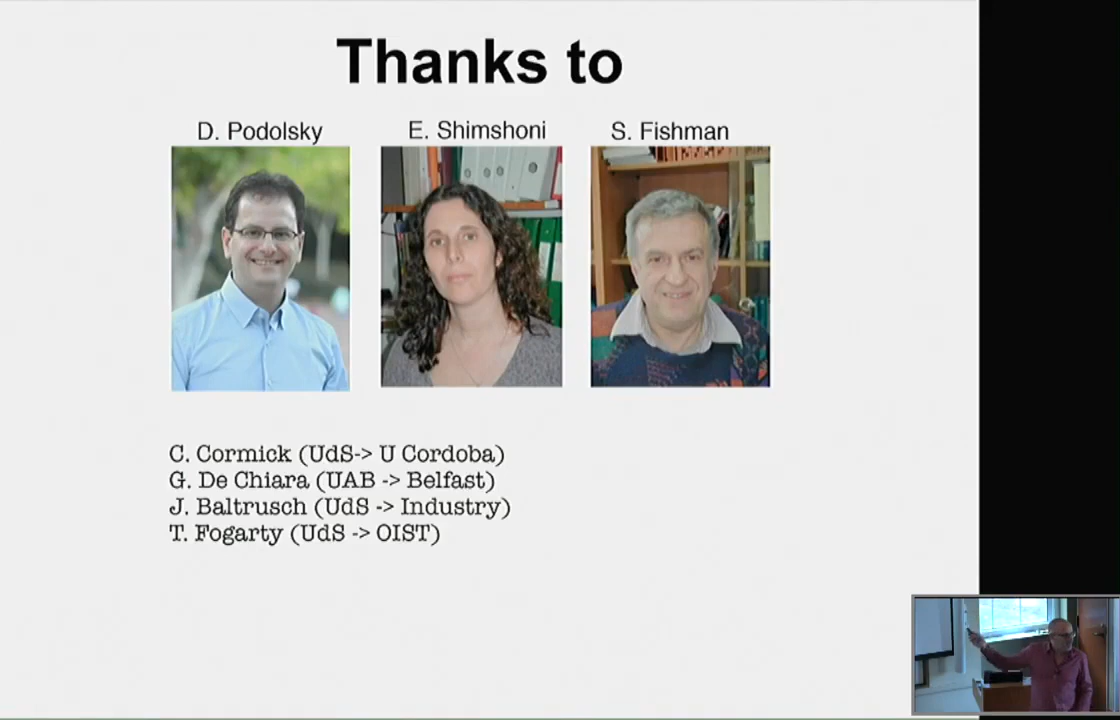 Thanks to
D. Podolsky
E. Shimshoni
S. Fishman
C. Cormick (UdS-> U Cordoba)
G. De Chiara (UAB -> Belfast)
J. Baltrusch (UdS -> Industry)
T. Fogarty (UdS -> OIST)